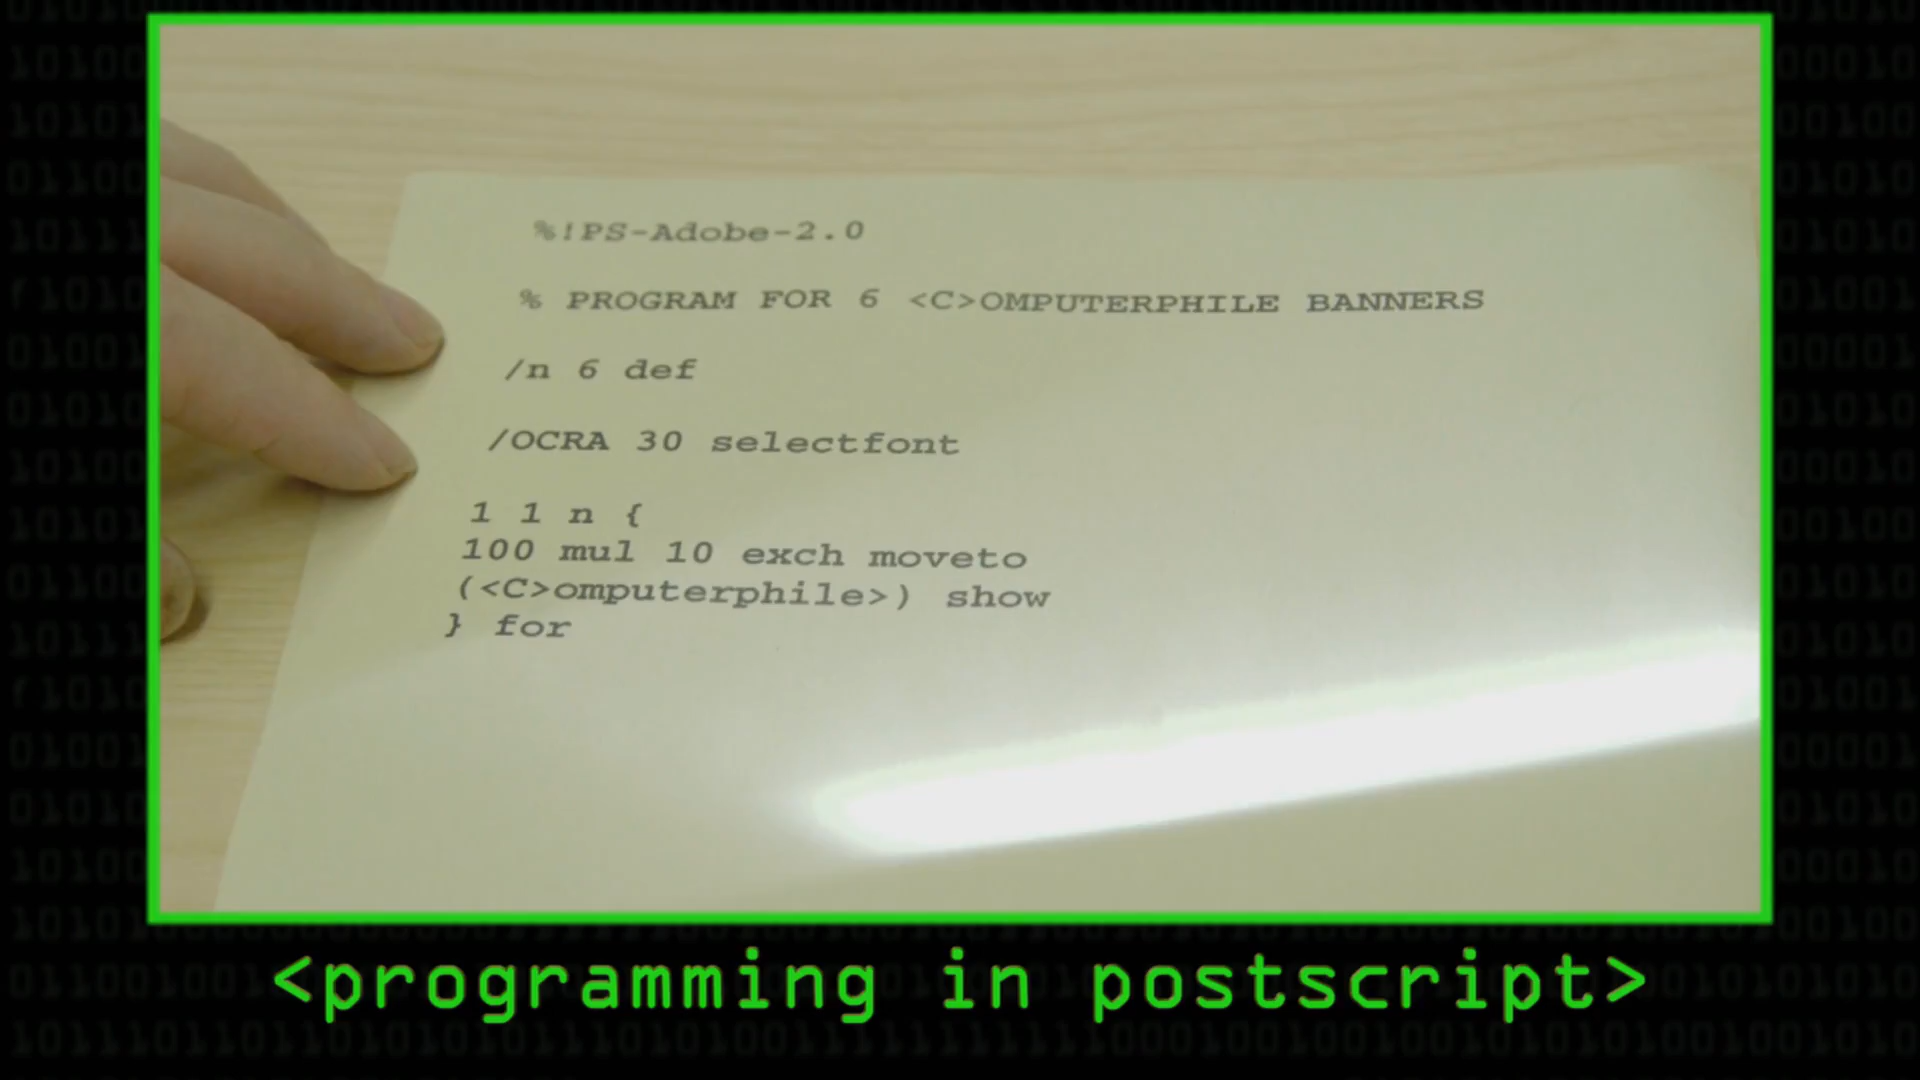 %!PS-Adobe-2.0
% PROGRAM FOR 6 <C>OMPUTERPHILE BANNERS
/n 6 def
/OCRA 30 selectfont
1 1 n {
100 mul 10 exch moveto
(<C>omputerphile>) show
} for
<programming in postscript>